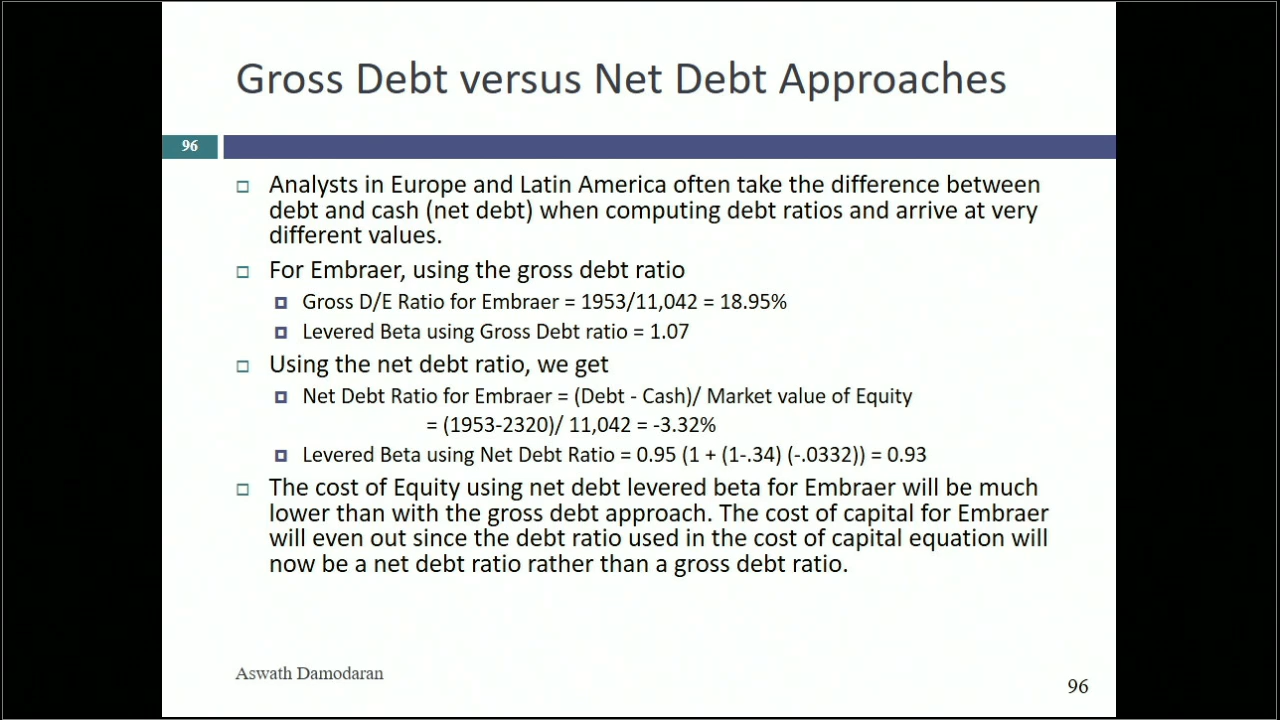 Gross Debt versus Net Debt Approaches
96
Analysts in Europe and Latin America often take the difference between
debt and cash (net debt) when computing debt ratios and arrive at very
different values.
For Embraer, using the gross debt ratio
Gross D/E Ratio for Embraer = 1953/11,042 = 18.95%
Levered Beta using Gross Debt ratio = 1.07
Using the net debt ratio, we get
Net Debt Ratio for Embraer = (Debt - Cash)/ Market value of Equity
= (1953-2320)/ 11,042 = -3.32%
Levered Beta using Net Debt Ratio = 0.95 (1 + (1-.34) (-.0332)) = 0.93
The cost of Equity using net debt levered beta for Embraer will be much
lower than with the gross debt approach. The cost of capital for Embraer
will even out since the debt ratio used in the cost of capital equation will
now be a net debt ratio rather than a gross debt ratio.
Aswath Damodaran
96